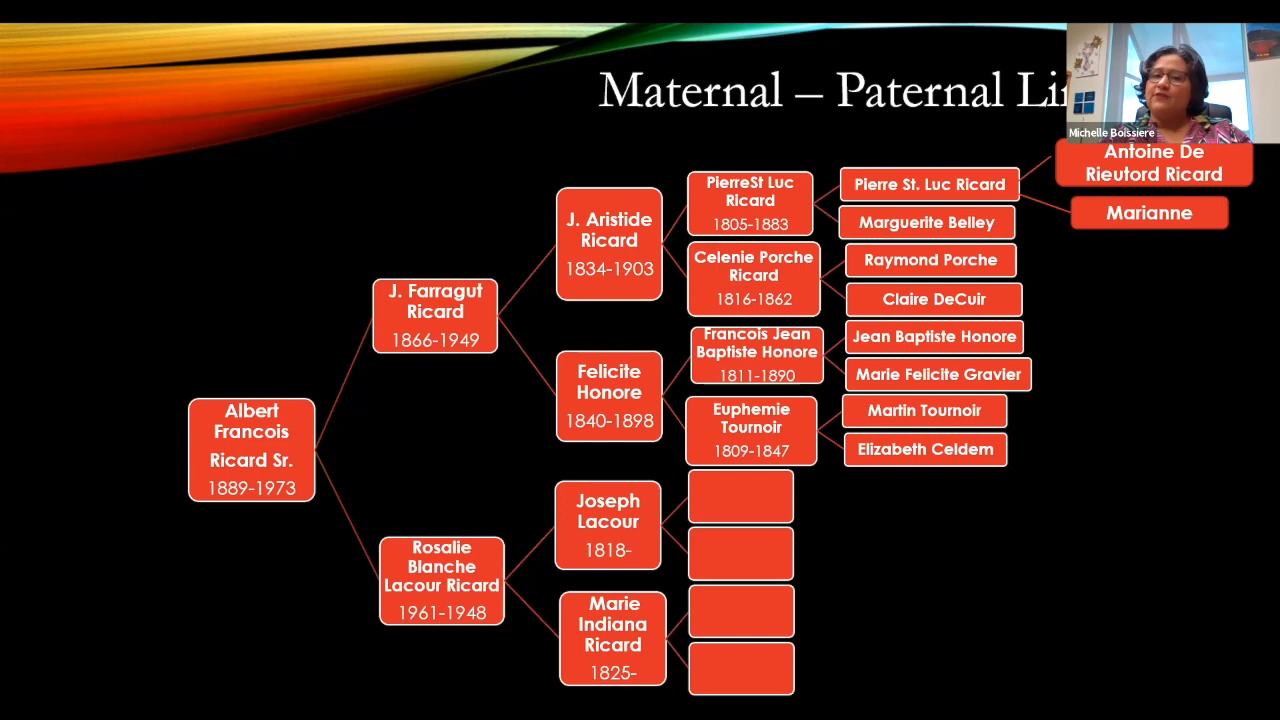 Maternal – Paternal
Michelle Boissiere
Antoine De
Rieutord Ricard
Marianne
Pierre St. Luc Ricard
Marguerite Belley
Raymond Porche
Claire DeCuir
Jean Baptiste Honore
Marie Felicite Gravier
Martin Tournoir
Elizabeth Celdem
PierreSt Luc
Ricard
1805-1883
Celenie Porche
Ricard
1816-1862
Francois Jean
Baptiste Honore
1811-1890
Euphemie
Tournoir
1809-1847
J. Aristide
Ricard
1834-1903
Felicite
Honore
1840-1898
Joseph
Lacour
1818-
Marie
Indiana
Ricard
1825-
J. Farragut
Ricard
1866-1949
Rosalie
Blanche
Lacour Ricard
1961-1948
Albert
Francois
Ricard Sr.
1889-1973